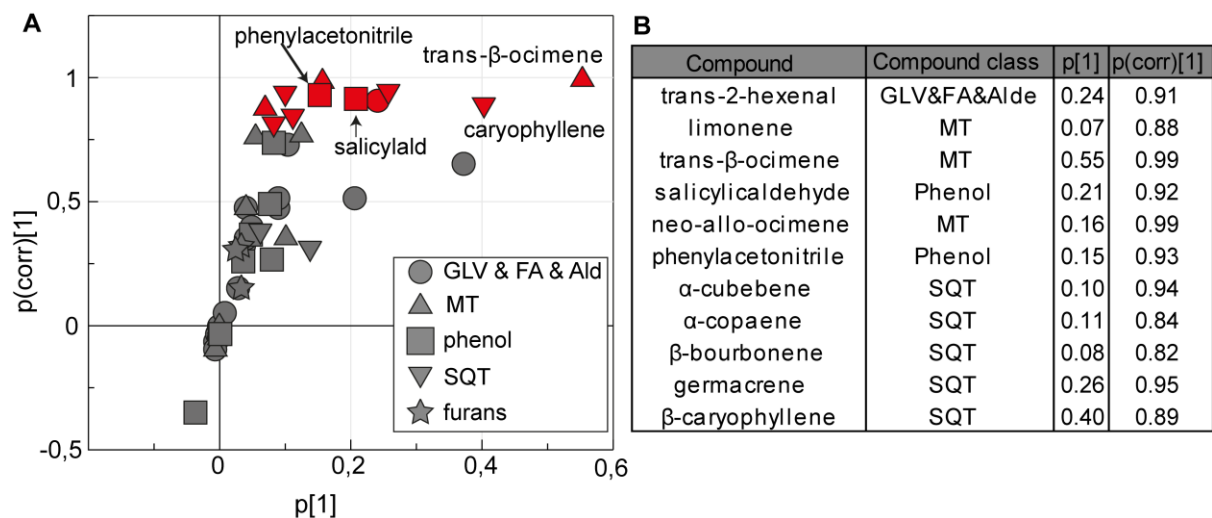 A
phenylacetonitrile
trans-β-ocimene
1
caryophyllene
salicylald
p(corr)[1]
0,5
GLV & FA & Ald
MT
phenol
SQT
furans
0
-0,5
0 0,2 0,4 0,6
p[1]
B
Compound Compound class p[1] p(corr)[1]
trans-2-hexenal GLV&FA&Alde 0.24 0.91
limonene MT 0.07 0.88
trans-β-ocimene MT 0.55 0.99
salicylicaldehyde Phenol 0.21 0.92
neo-allo-ocimene MT 0.16 0.99
phenylacetonitrile Phenol 0.15 0.93
α-cubebene SQT 0.10 0.94
α-copaene SQT 0.11 0.84
β-bourbonene SQT 0.08 0.82
germacrene SQT 0.26 0.95
β-caryophyllene SQT 0.40 0.89